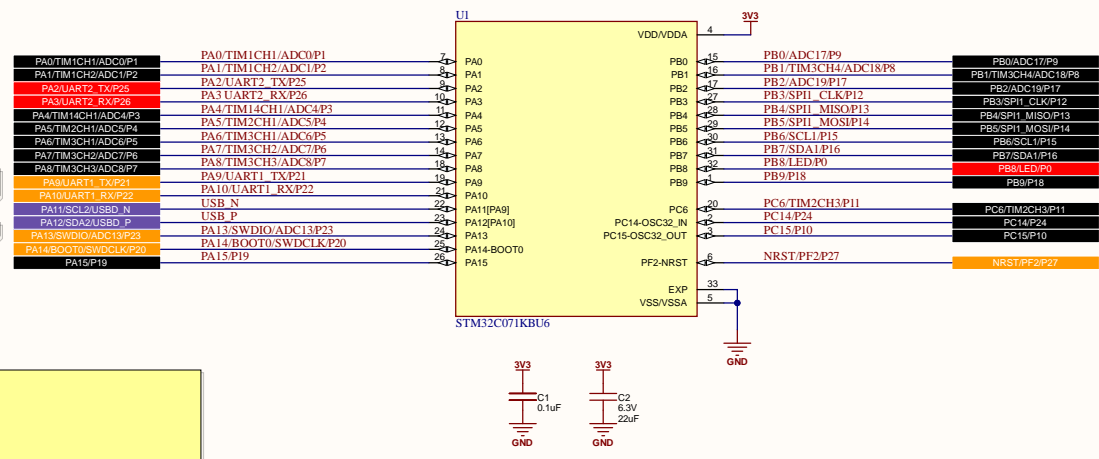 U1
3V3
VDD/VDDA 4
PA0/TIM1CH1/ADC0/P1 PA0/TIM1CH1/ADC0/P1 7 PA0 PB0 15 PB0/ADC17/P9 PB0/ADC17/P9
PA1/TIM1CH2/ADC1/P2 PA1/TIM1CH2/ADC1/P2 8 PA1 PB1 16 PB1/TIM3CH4/ADC18/P8 PB1/TIM3CH4/ADC18/P8
PA2/UART2_TX/P25 PA2/UART2_TX/P25 9 PA2 PB2 17 PB2/ADC19/P17 PB2/ADC19/P17
PA3/UART2_RX/P26 PA3 UART2_RX/P26 10 PA3 PB3 27 PB3/SPI1_CLK/P12 PB3/SPI1_CLK/P12
PA4/TIM14CH1/ADC4/P3 PA4/TIM14CH1/ADC4/P3 11 PA4 PB4 28 PB4/SPI1_MISO/P13 PB4/SPI1_MISO/P13
PA5/TIM2CH1/ADC5/P4 PA5/TIM2CH1/ADC5/P4 12 PA5 PB5 29 PB5/SPI1_MOSI/P14 PB5/SPI1_MOSI/P14
PA6/TIM3CH1/ADC6/P5 PA6/TIM3CH1/ADC6/P5 13 PA6 PB6 30 PB6/SCL1/P15 PB6/SCL1/P15
PA7/TIM3CH2/ADC7/P6 PA7/TIM3CH2/ADC7/P6 14 PA7 PB7 31 PB7/SDA1/P16 PB7/SDA1/P16
PA8/TIM3CH3/ADC8/P7 PA8/TIM3CH3/ADC8/P7 18 PA8 PB8 32 PB8/LED/P0 PB8/LED/P0
PA9/UART1_TX/P21 PA9/UART1_TX/P21 19 PA9 PB9 1 PB9/P18 PB9/P18
PA10/UART1_RX/P22 PA10/UART1_RX/P22 21 PA10
PA11/SCL2/USBD_N USB_N 22 PA11[PA9] PC6 20 PC6/TIM2CH3/P11 PC6/TIM2CH3/P11
PA12/SDA2/USBD_P USB_P 23 PA12[PA10] PC14-OSC32_IN 2 PC14/P24 PC14/P24
PA13/SWDIO/ADC13/P23 PA13/SWDIO/ADC13/P23 24 PA13 PC15-OSC32_OUT 3 PC15/P10 PC15/P10
PA14/BOOT0/SWDCLK/P20 PA14/BOOT0/SWDCLK/P20 25 PA14-BOOT0
PA15/P19 PA15/P19 26 PA15 PF2-NRST 6 NRST/PF2/P27 NRST/PF2/P27
EXP 33
VSS/VSSA 5
STM32C071KBU6
GND
3V3 3V3
C1 C2
0.1uF 6.3V
22uF
GND GND